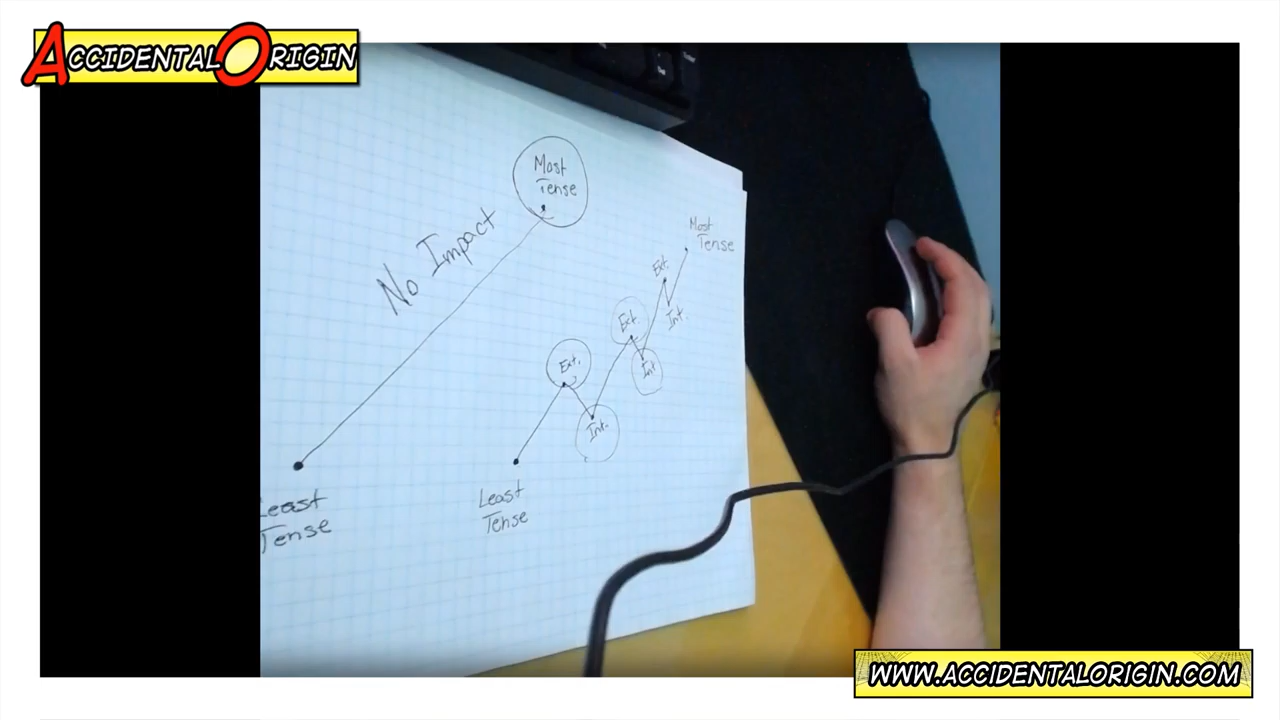 ACCIDENTALORIGIN
Most
Tense
No Impact
Most
Tense
Ext.
Int.
Ext.
Int
Ext.
Int.
Least
Tense
Least
Tense
WWW.ACCIDENTALORIGIN.COM